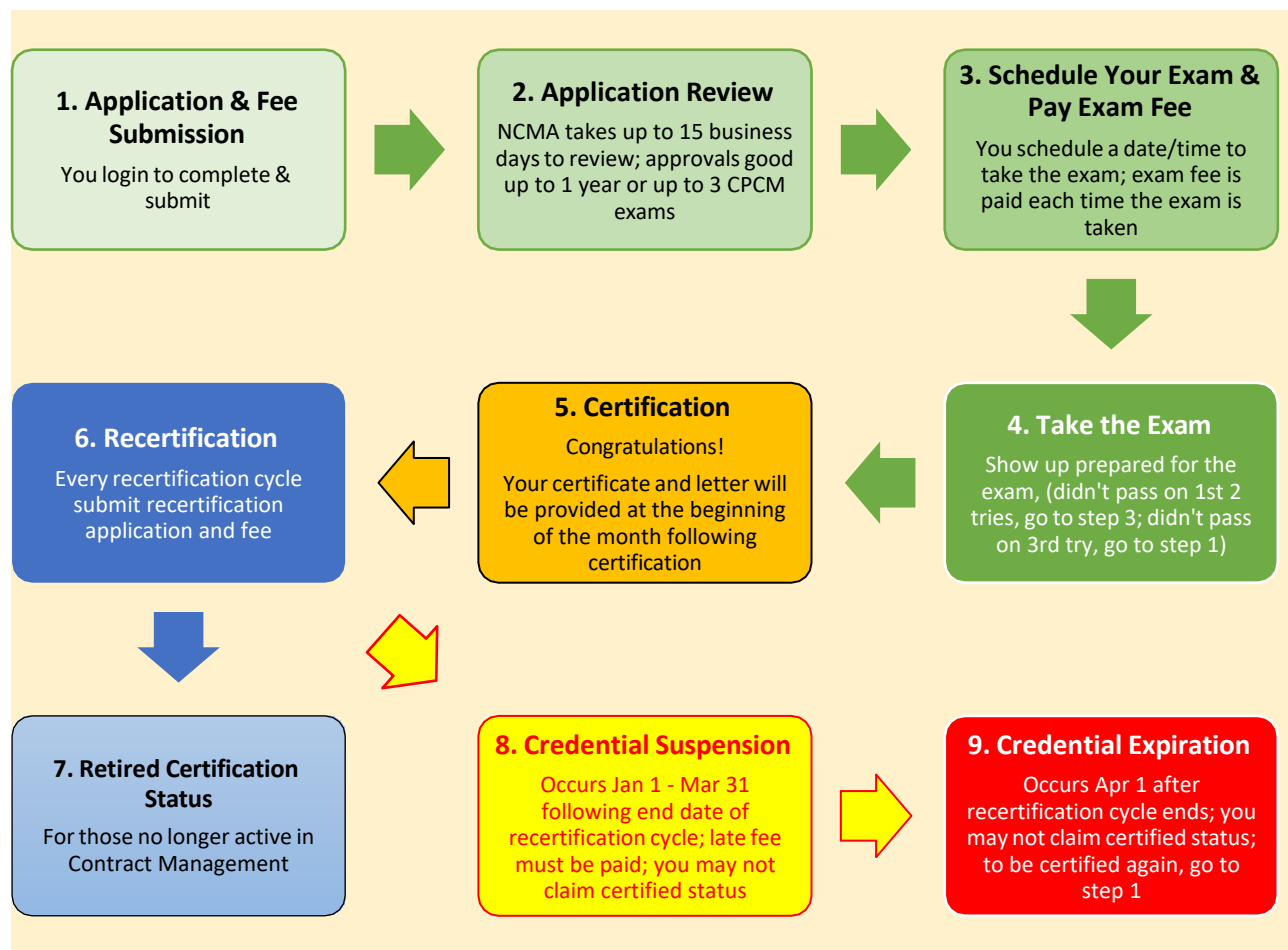 1. Application & Fee
Submission
You login to complete &
submit
2. Application Review
NCMA takes up to 15 business
days to review; approvals good
up to 1 year or up to 3 CPCM
exams
3. Schedule Your Exam &
Pay Exam Fee
You schedule a date/time to
take the exam; exam fee is
paid each time the exam is
taken
4. Take the Exam
Show up prepared for the
exam, (didn't pass on 1st 2
tries, go to step 3; didn't pass
on 3rd try, go to step 1)
5. Certification
Congratulations!
Your certificate and letter will
be provided at the beginning
of the month following
certification
6. Recertification
Every recertification cycle
submit recertification
application and fee
7. Retired Certification
Status
For those no longer active in
Contract Management
8. Credential Suspension
Occurs Jan 1 - Mar 31
following end date of
recertification cycle; late fee
must be paid; you may not
claim certified status
9. Credential Expiration
Occurs Apr 1 after
recertification cycle ends; you
may not claim certified status;
to be certified again, go to
step 1